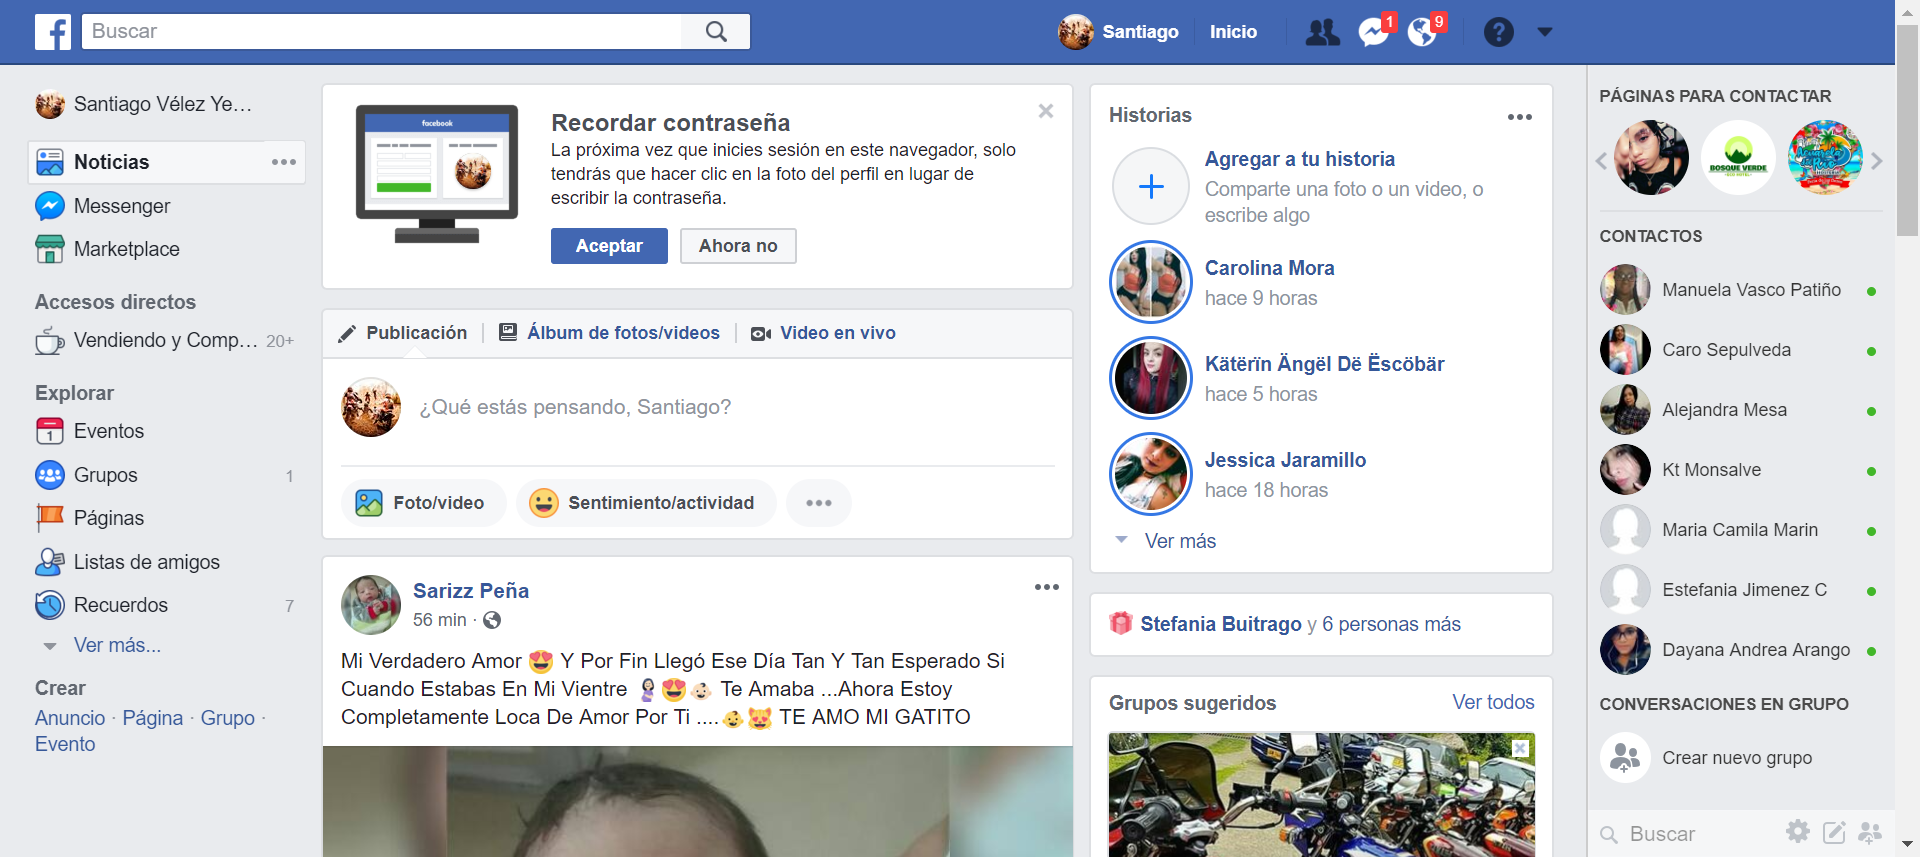 Buscar
Santiago
Inicio
1
9
Santiago Vélez Ye...
Noticias
Messenger
Marketplace
Accesos directos
Vendiendo y Comp... 20+
Explorar
Eventos
Grupos 1
Páginas
Listas de amigos
Recuerdos 7
Ver más...
Crear
Anuncio · Página · Grupo ·
Evento
facebook
Recordar contraseña
La próxima vez que inicies sesión en este navegador, solo
tendrás que hacer clic en la foto del perfil en lugar de
escribir la contraseña.
Aceptar
Ahora no
Publicación
Álbum de fotos/videos
Video en vivo
¿Qué estás pensando, Santiago?
Foto/video
Sentimiento/actividad
Sarizz Peña
56 min ·
Mi Verdadero Amor 😍 Y Por Fin Llegó Ese Día Tan Y Tan Esperado Si
Cuando Estabas En Mi Vientre 🤰😍👶 Te Amaba ...Ahora Estoy
Completamente Loca De Amor Por Ti ....👶😻 TE AMO MI GATITO
Historias
Agregar a tu historia
Comparte una foto o un video, o
escribe algo
Carolina Mora
hace 9 horas
Kätërïn Ängël Dë Ëscöbär
hace 5 horas
Jessica Jaramillo
hace 18 horas
Ver más
Stefania Buitrago y 6 personas más
Grupos sugeridos
Ver todos
PÁGINAS PARA CONTACTAR
BOSQUE VERDE
CONTACTOS
Manuela Vasco Patiño
Caro Sepulveda
Alejandra Mesa
Kt Monsalve
Maria Camila Marin
Estefania Jimenez C
Dayana Andrea Arango
CONVERSACIONES EN GRUPO
Crear nuevo grupo
Buscar